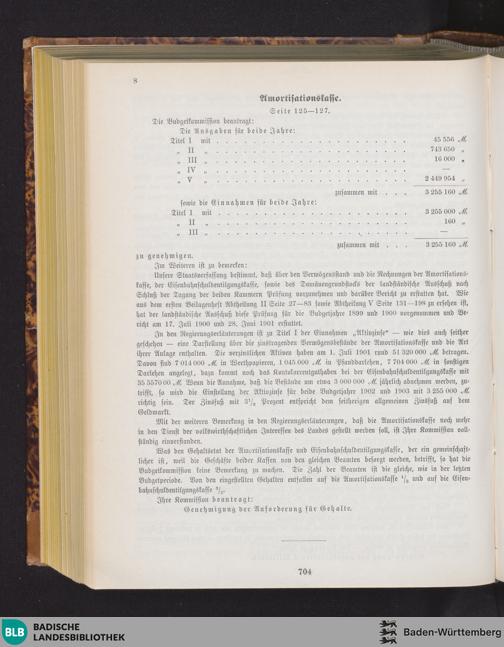 8
Amortisationskasse.
Seite 125—127.
Die Budgetkommission beantragt:
Die Ausgaben für beide Jahre:
Titel I mit . . . . . . . . . . . . . . . . . . . 45 556 ℳ.
„ II „ . . . . . . . . . . . . . . . . . . . 743 650 „
„ III „ . . . . . . . . . . . . . . . . . . . 16 000 „
„ IV „ . . . . . . . . . . . . . . . . . . . —
„ V „ . . . . . . . . . . . . . . . . . . . 2 449 954 „
zusammen mit . . . 3 255 160 ℳ.
sowie die Einnahmen für beide Jahre:
Titel I mit . . . . . . . . . . . . . . . . . . . 3 255 000 ℳ.
„ II „ . . . . . . . . . . . . . . . . . . . 160 „
„ III „ . . . . . . . . . . . . . . . . . . . —
zusammen mit . . . 3 255 160 ℳ.
zu genehmigen.
Im Weiteren ist zu bemerken:
Unsere Staatsverfassung bestimmt, daß über den Vermögensstand und die Rechnungen der Amortisations-
kasse, der Eisenbahnschuldentilgungskasse, sowie des Domänengrundstocks der landständische Ausschuß nach
Schluß der Tagung der beiden Kammern Prüfung vorzunehmen und darüber Bericht zu erstatten hat. Wie
aus dem ersten Beilagenheft Abtheilung II Seite 27—83 sowie Abtheilung V Seite 131—198 zu ersehen ist,
hat der landständische Ausschuß diese Prüfung für die Budgetjahre 1899 und 1900 vorgenommen und Be-
richt am 17. Juli 1900 und 28. Juni 1901 erstattet.
In den Regierungserläuterungen ist zu Titel I der Einnahmen „Aktivzinse“ — wie dies auch seither
geschehen — eine Darstellung über die zinstragenden Vermögensbestände der Amortisationskasse und die Art
ihrer Anlage enthalten. Die verzinslichen Aktiven haben am 1. Juli 1901 rund 51 320 000 ℳ. betragen.
Davon sind 7 014 000 ℳ. in Werthpapieren, 1 045 000 ℳ. in Pfanddarlehen, 7 704 000 ℳ. in sonstigen
Darlehen angelegt, dazu kommt noch das Kontokorrentguthaben bei der Eisenbahnschuldentilgungskasse mit
35 5570 00 ℳ. Wenn die Annahme, daß die Bestände um etwa 3 000 000 ℳ. jährlich abnehmen werden, zu-
trifft, so wird die Einstellung der Aktivzinse für beide Budgetjahre 1902 und 1903 mit 3 255 000 ℳ.
richtig sein. Der Zinsfuß mit 3½ Prozent entspricht dem seitherigen allgemeinen Zinsfuß auf dem
Geldmarkt.
Mit der weiteren Bemerkung in den Regierungserläuterungen, daß die Amortisationskasse noch mehr
in den Dienst der volkswirthschaftlichen Interessen des Landes gestellt werden soll, ist Ihre Kommission voll-
ständig einverstanden.
Was den Gehaltsetat der Amortisationskasse und Eisenbahnschuldentilgungskasse, der ein gemeinschaft-
licher ist, weil die Geschäfte beider Kassen von den gleichen Beamten besorgt werden, betrifft, so hat die
Budgetkommission keine Bemerkung zu machen. Die Zahl der Beamten ist die gleiche, wie in der letzten
Budgetperiode. Von den eingestellten Gehalten entfallen auf die Amortisationskasse und auf die Eisen-
bahnschuldentilgungskasse
Ihre Kommission beantragt:
Genehmigung der Anforderung für Gehalte.
704
BLB BADISCHE
LANDESBIBLIOTHEK
Baden-Württemberg